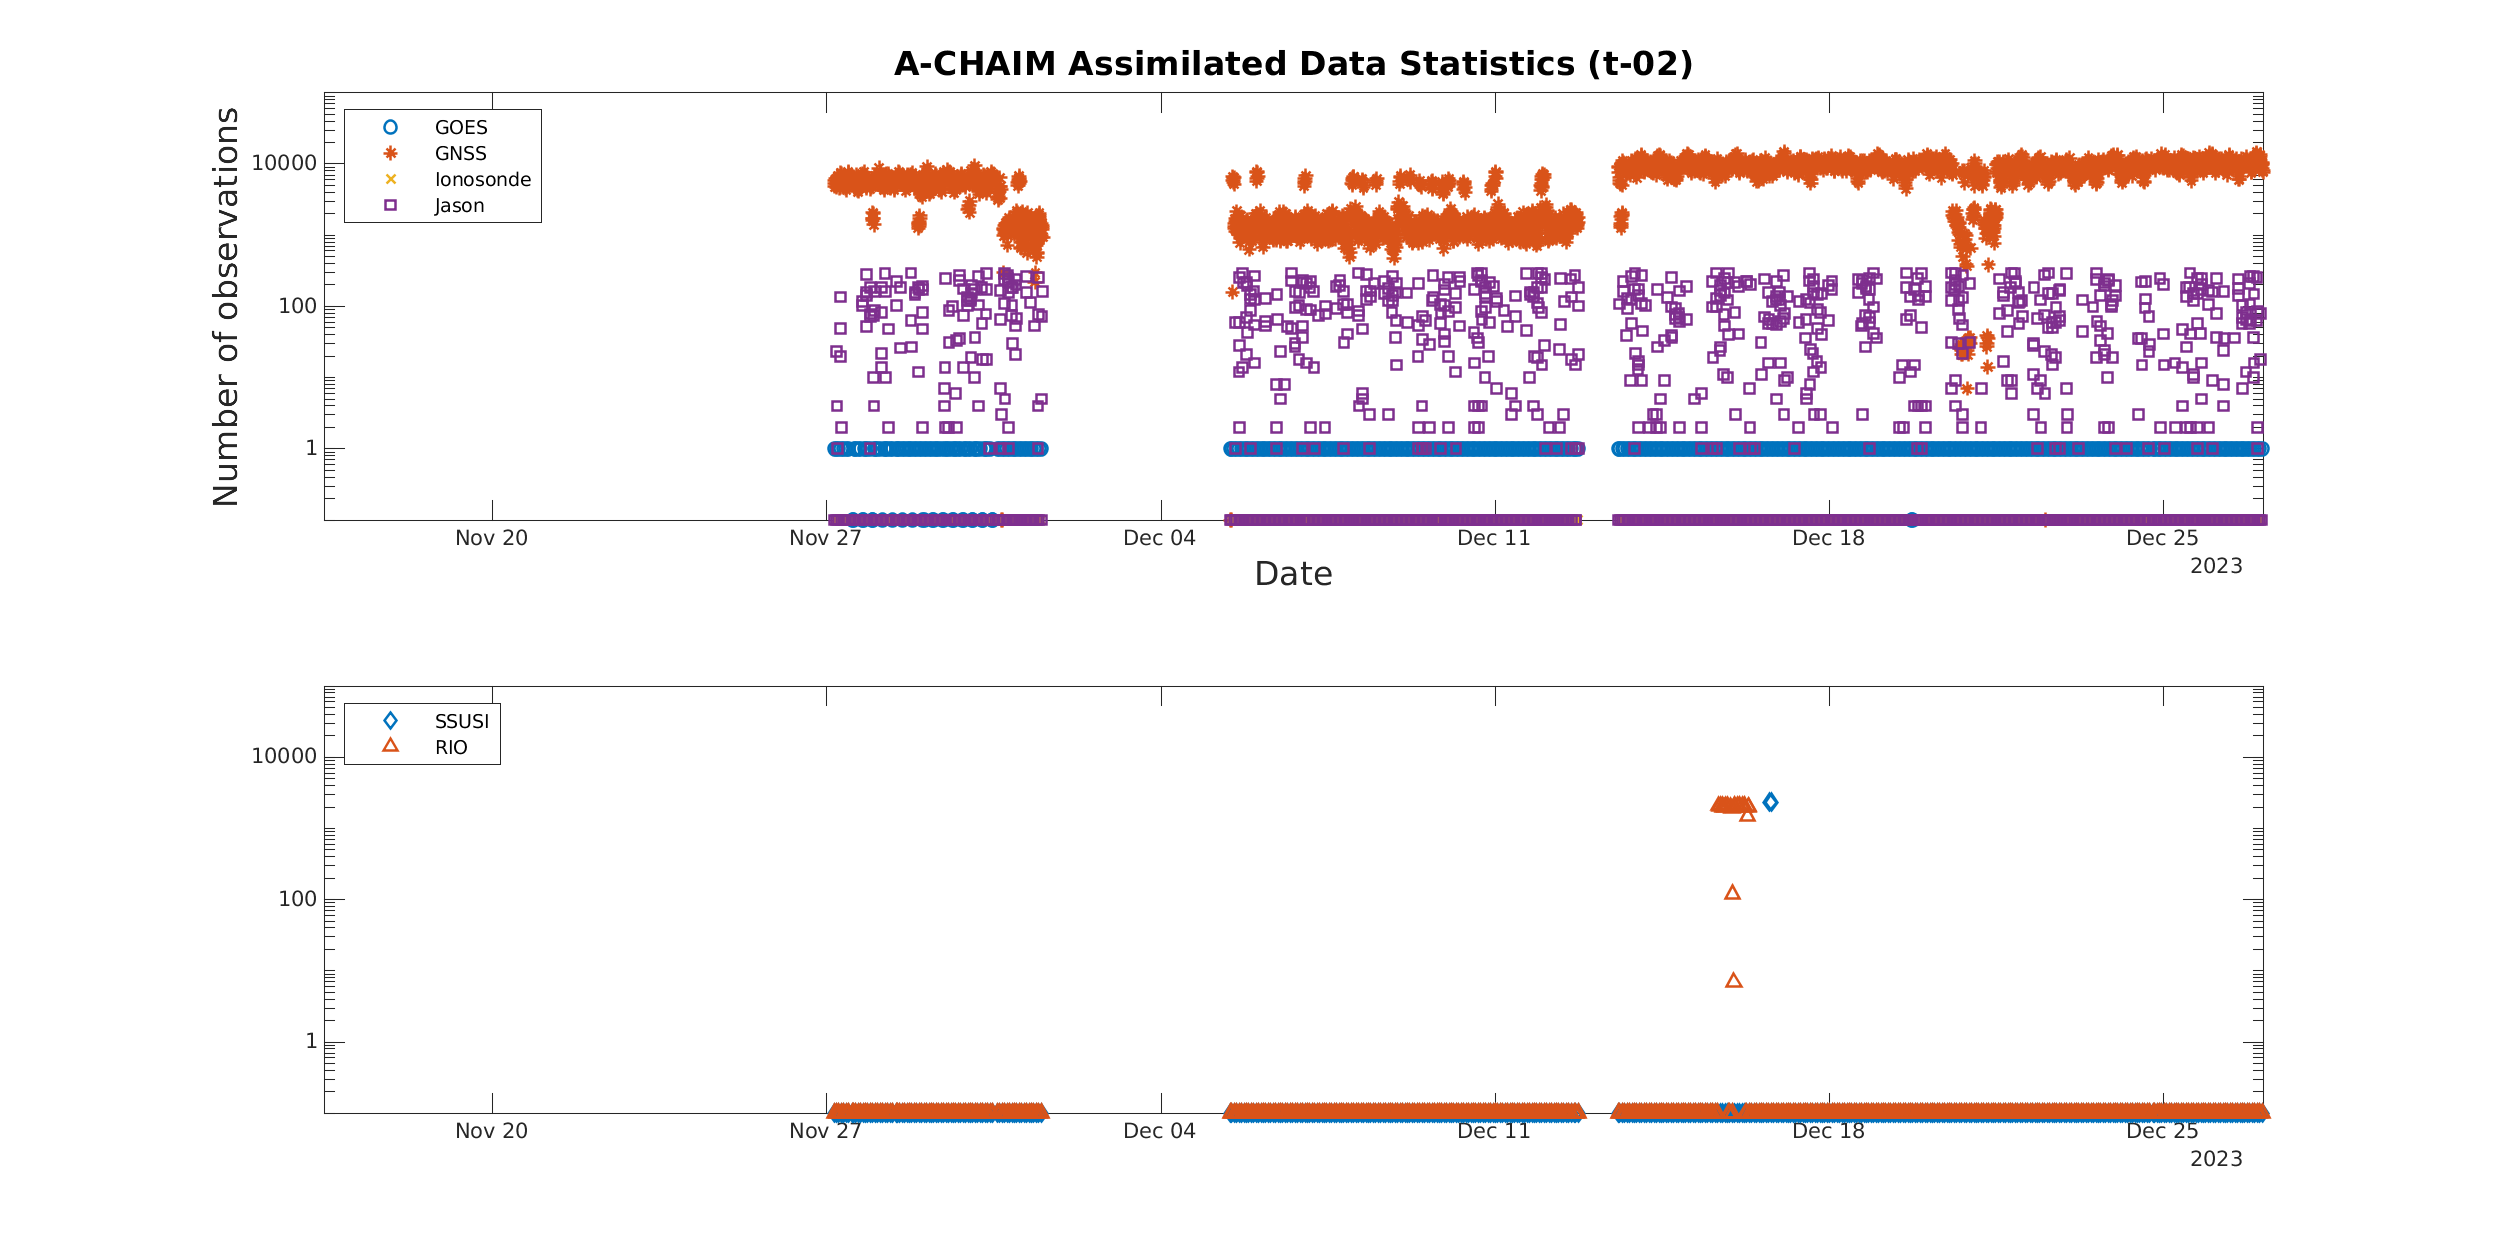 A-CHAIM Assimilated Data Statistics (t-02)
Number of observations
GOES
GNSS
Ionosonde
Jason
10000
100
1
Nov 20
Nov 27
Dec 04
Dec 11
Dec 18
Dec 25
2023
Date
SSUSI
RIO
10000
100
1
Nov 20
Nov 27
Dec 04
Dec 11
Dec 18
Dec 25
2023